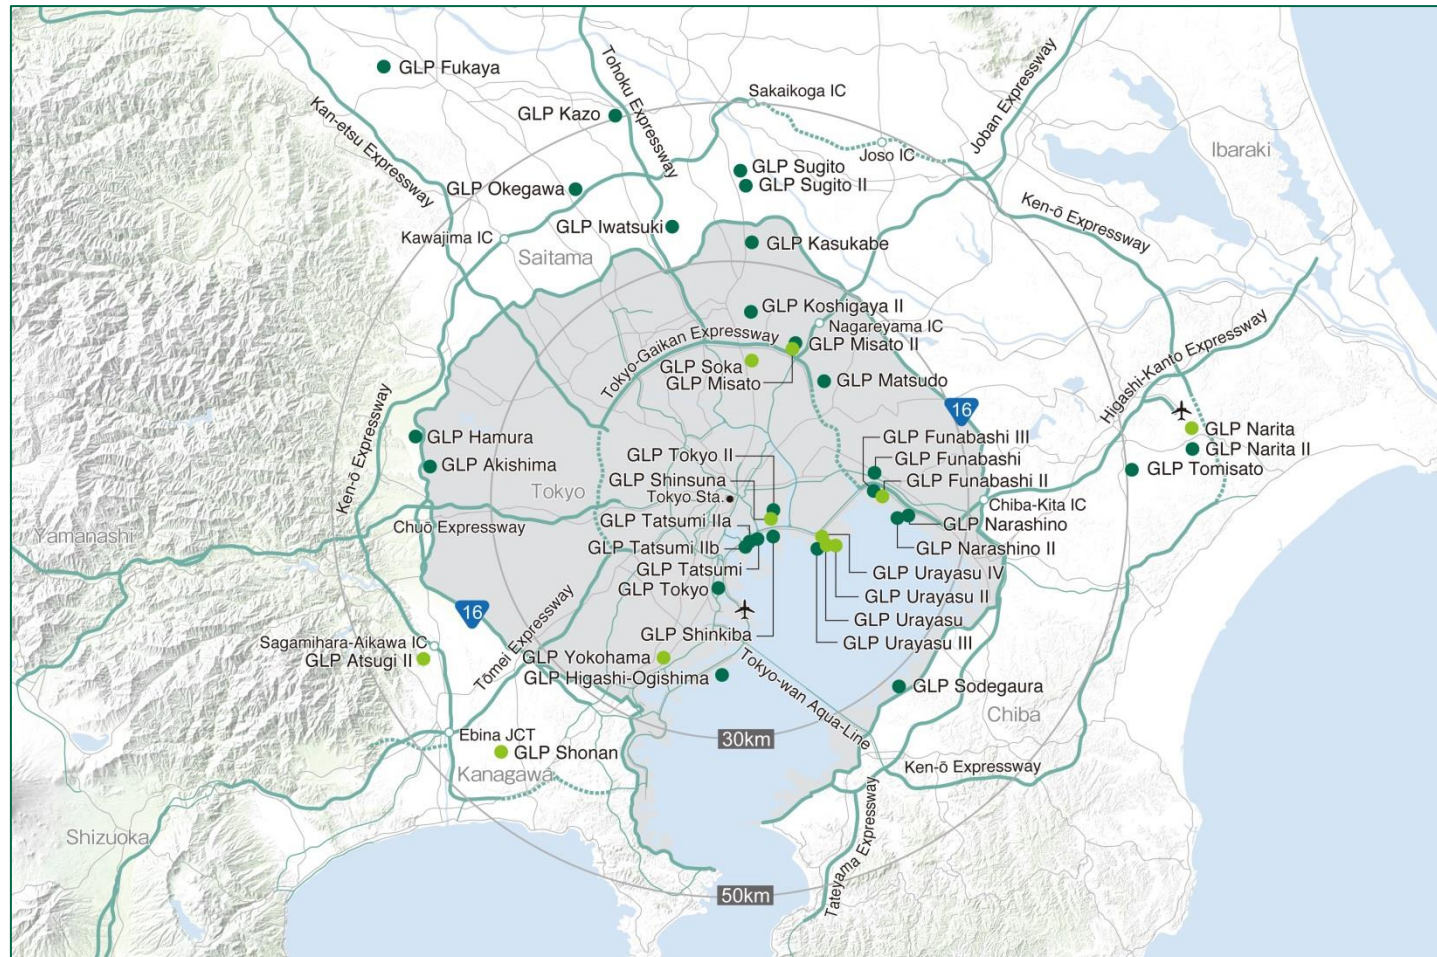 GLP Fukaya
Tohoku Expressway
Sakaikoga IC
Joban Expressway
Kan-etsu Expressway
GLP Kazo
Joso IC
Ibaraki
GLP Sugito
GLP Sugito II
GLP Okegawa
Ken-ō Expressway
GLP Iwatsuki
Kawajima IC
GLP Kasukabe
Saitama
GLP Koshigaya II
Nagareyama IC
Tokyo-Gaikan Expressway
GLP Misato II
GLP Soka
GLP Misato
GLP Matsudo
Higashi-Kanto Expressway
16
GLP Hamura
GLP Akishima
Ken-ō Expressway
GLP Funabashi III
GLP Funabashi
GLP Funabashi II
GLP Narita
GLP Narita II
GLP Tomisato
GLP Tokyo II
GLP Shinsuna
Tokyo Sta.
Tokyo
Chiba-Kita IC
Chuō Expressway
GLP Tatsumi IIa
GLP Narashino
GLP Tatsumi IIb
GLP Narashino II
Yamanashi
GLP Tatsumi
GLP Urayasu IV
GLP Tokyo
GLP Urayasu II
16
GLP Urayasu
GLP Shinkiba
GLP Urayasu III
Sagamihara-Aikawa IC
GLP Atsugi II
Tōmei Expressway
GLP Yokohama
GLP Higashi-Ogishima
Tokyo-wan Aqua-Line
GLP Sodegaura
Chiba
Ebina JCT
30km
GLP Shonan
Kanagawa
Ken-ō Expressway
Shizuoka
Tateyama Expressway
50km